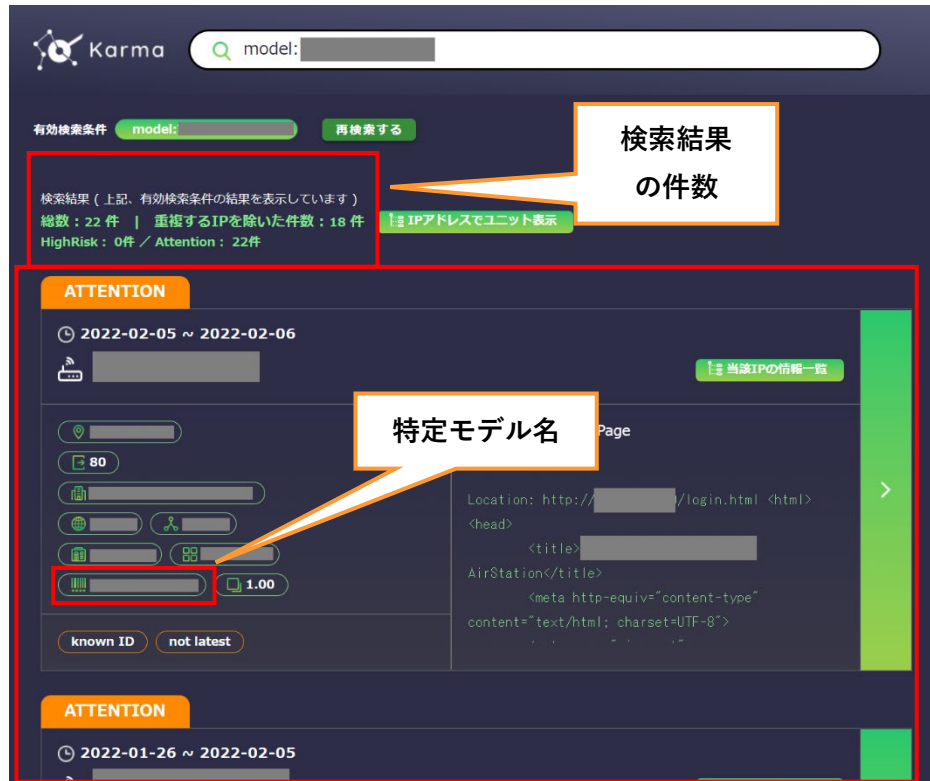 Karma
model:
有効検索条件 model: 再検索する
検索結果
の件数
検索結果 ( 上記、有効検索条件の結果を表示しています )
総数：22 件 | 重複するIPを除いた件数：18 件
IPアドレスでユニット表示
HighRisk： 0件 ／ Attention： 22件
ATTENTION
2022-02-05 ~ 2022-02-06
当該IPの情報一覧
特定モデル名
Page
80
Location: http:/ /login.html <html>
<head>
<title>
AirStation</title>
<meta http-equiv="content-type"
content="text/html; charset=UTF-8">
1.00
known ID not latest
ATTENTION
2022-01-26 ~ 2022-02-05